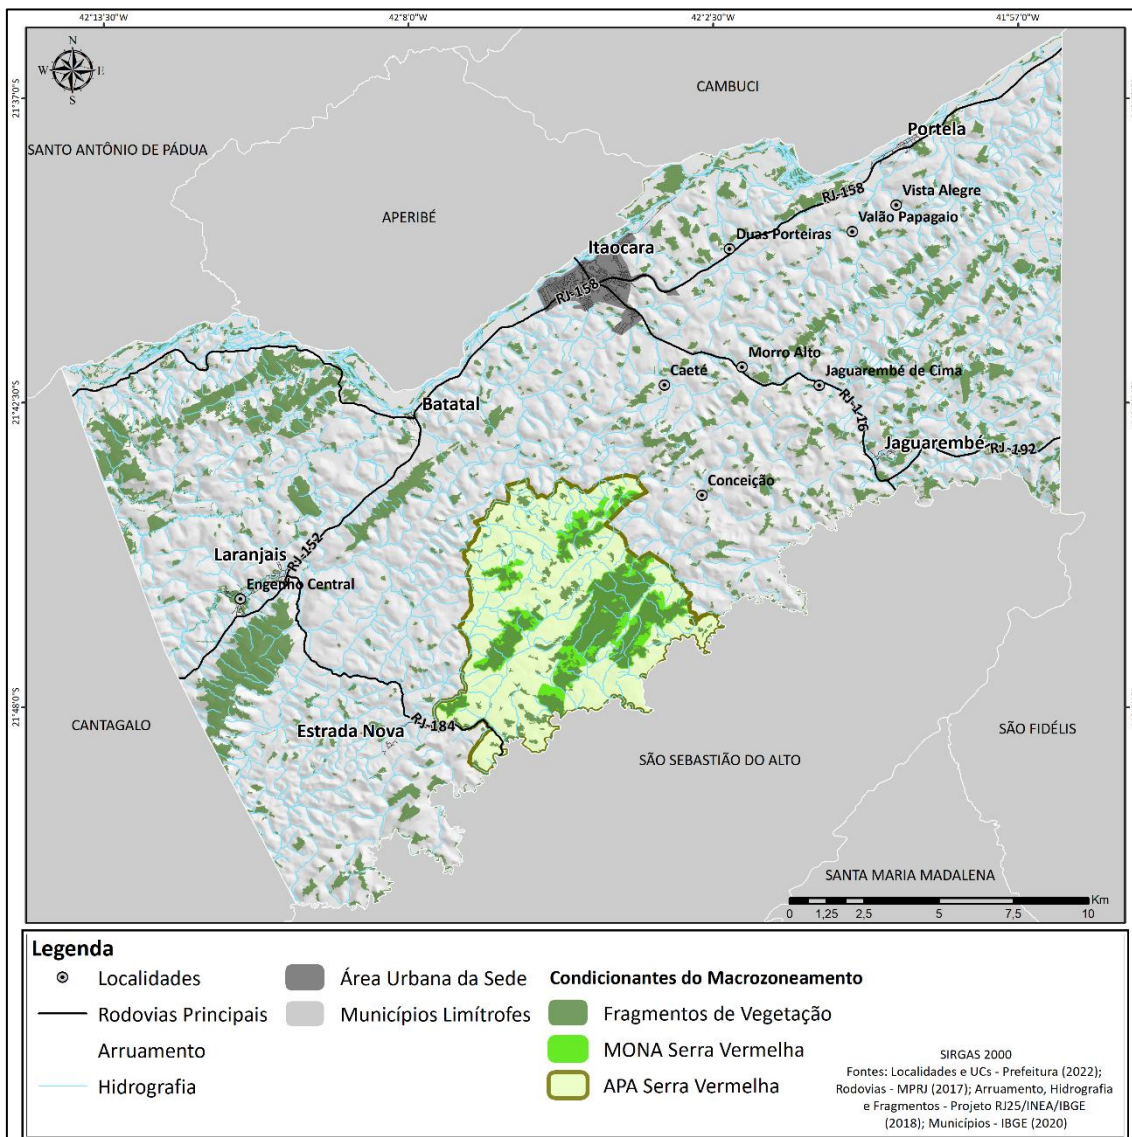 42°13'30"W
42°8'0"W
42°2'30"W
41°57'0"W
21°37'0"S
21°42'30"S
21°48'0"S
N
W
E
S
CAMBUCI
SANTO ANTÔNIO DE PÁDUA
APERIBÉ
Portela
RJ-158
Vista Alegre
Valão Papagaio
Duas Porteiras
Itaocara
RJ-158
Morro Alto
Caeté
Jaguarembé de Cima
RJ-1-16
Batatal
Jaguarembé
RJ-192
Conceição
Laranjais
RJ-152
Engenho Central
RJ-184
Estrada Nova
CANTAGALO
SÃO FIDÉLIS
SÃO SEBASTIÃO DO ALTO
SANTA MARIA MADALENA
Km
0 1,25 2,5 5 7,5 10
Legenda
Localidades
Rodovias Principais
Arruamento
Hidrografia
Área Urbana da Sede
Municípios Limítrofes
Condicionantes do Macrozoneamento
Fragmentos de Vegetação
MONA Serra Vermelha
APA Serra Vermelha
SIRGAS 2000
Fontes: Localidades e UCs - Prefeitura (2022);
Rodovias - MPRJ (2017); Arruamento, Hidrografia
e Fragmentos - Projeto RJ25/INEA/IBGE
(2018); Municípios - IBGE (2020)